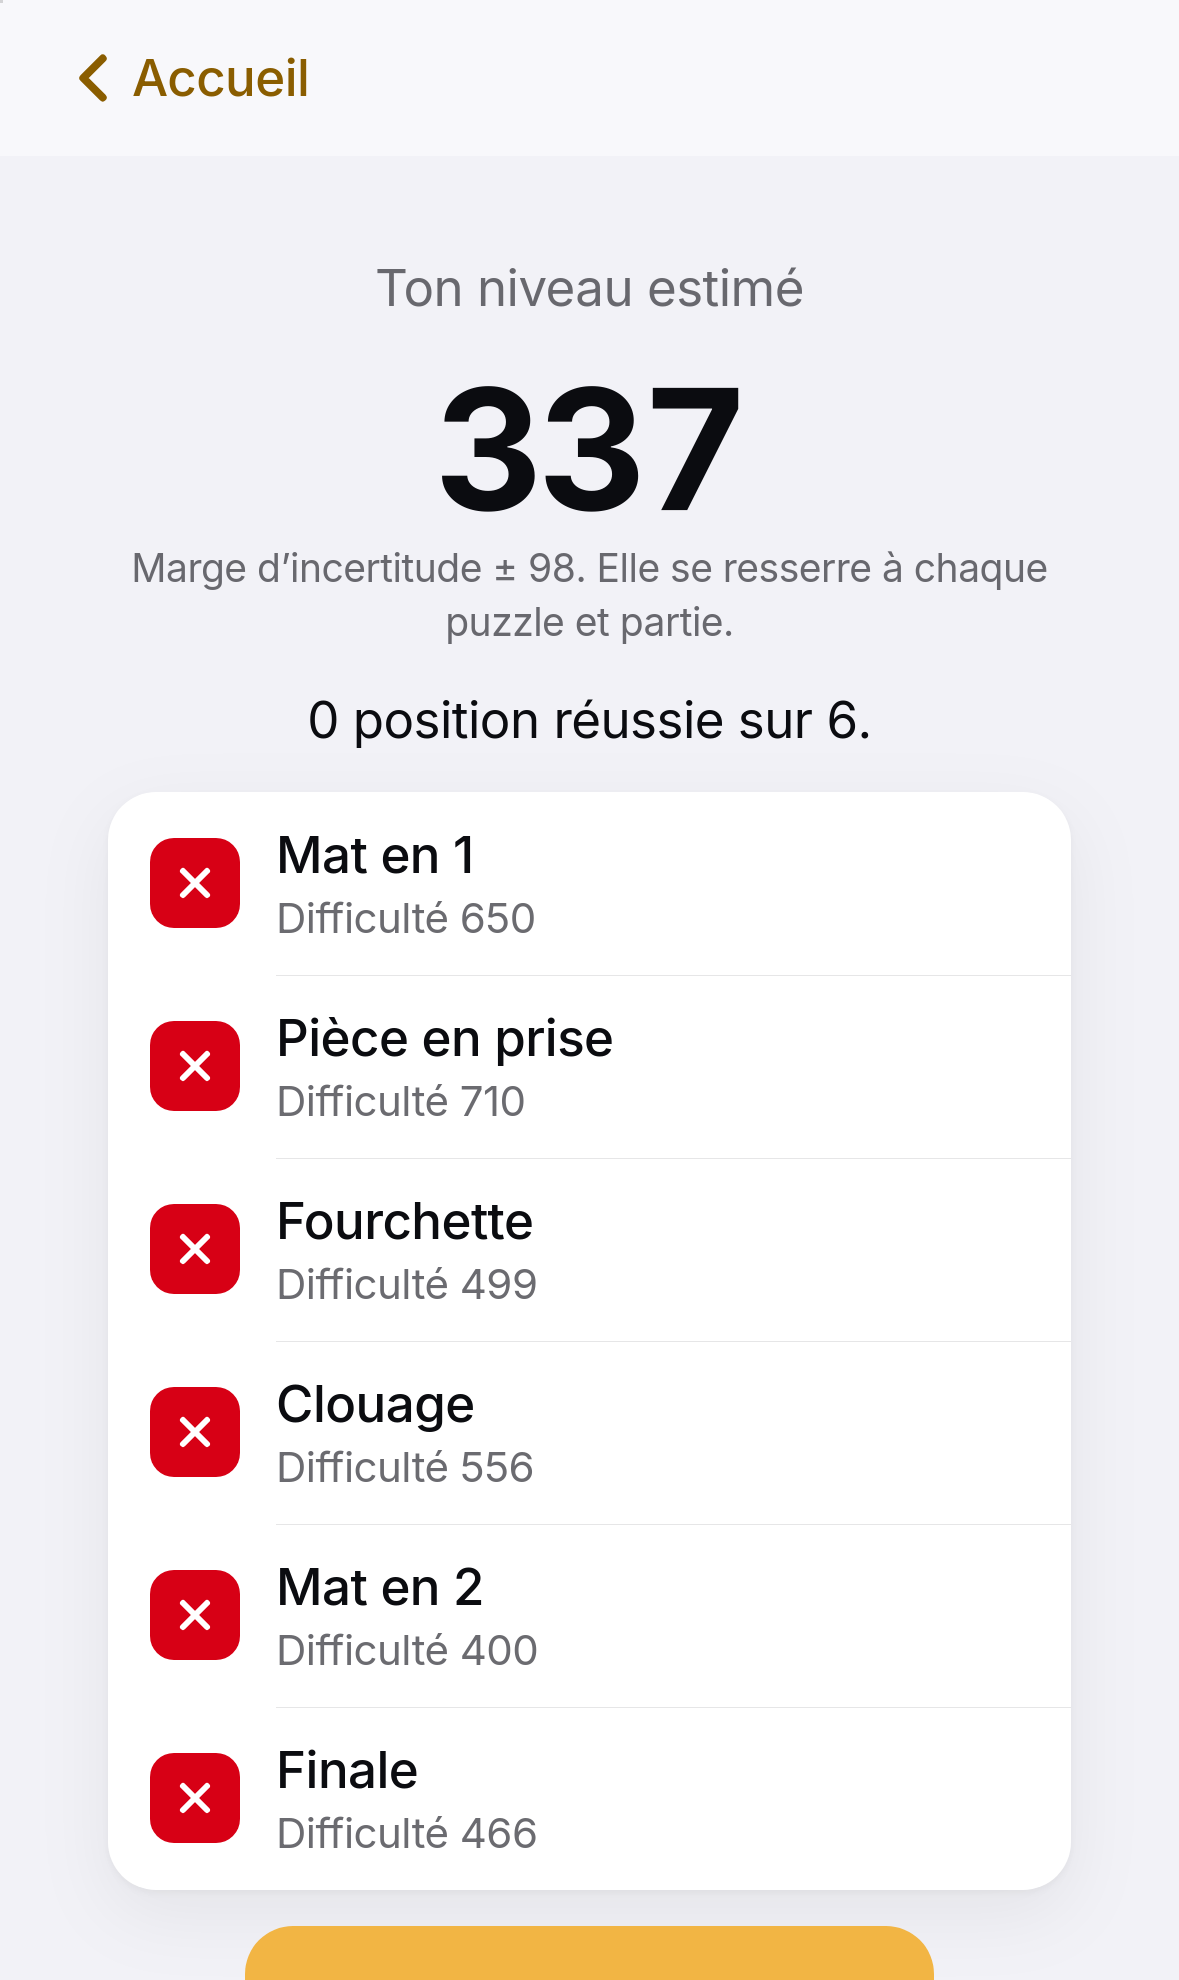 Accueil
Ton niveau estimé
337
Marge d’incertitude ± 98. Elle se resserre à chaque
puzzle et partie.
0 position réussie sur 6.
Mat en 1
Difficulté 650
Pièce en prise
Difficulté 710
Fourchette
Difficulté 499
Clouage
Difficulté 556
Mat en 2
Difficulté 400
Finale
Difficulté 466